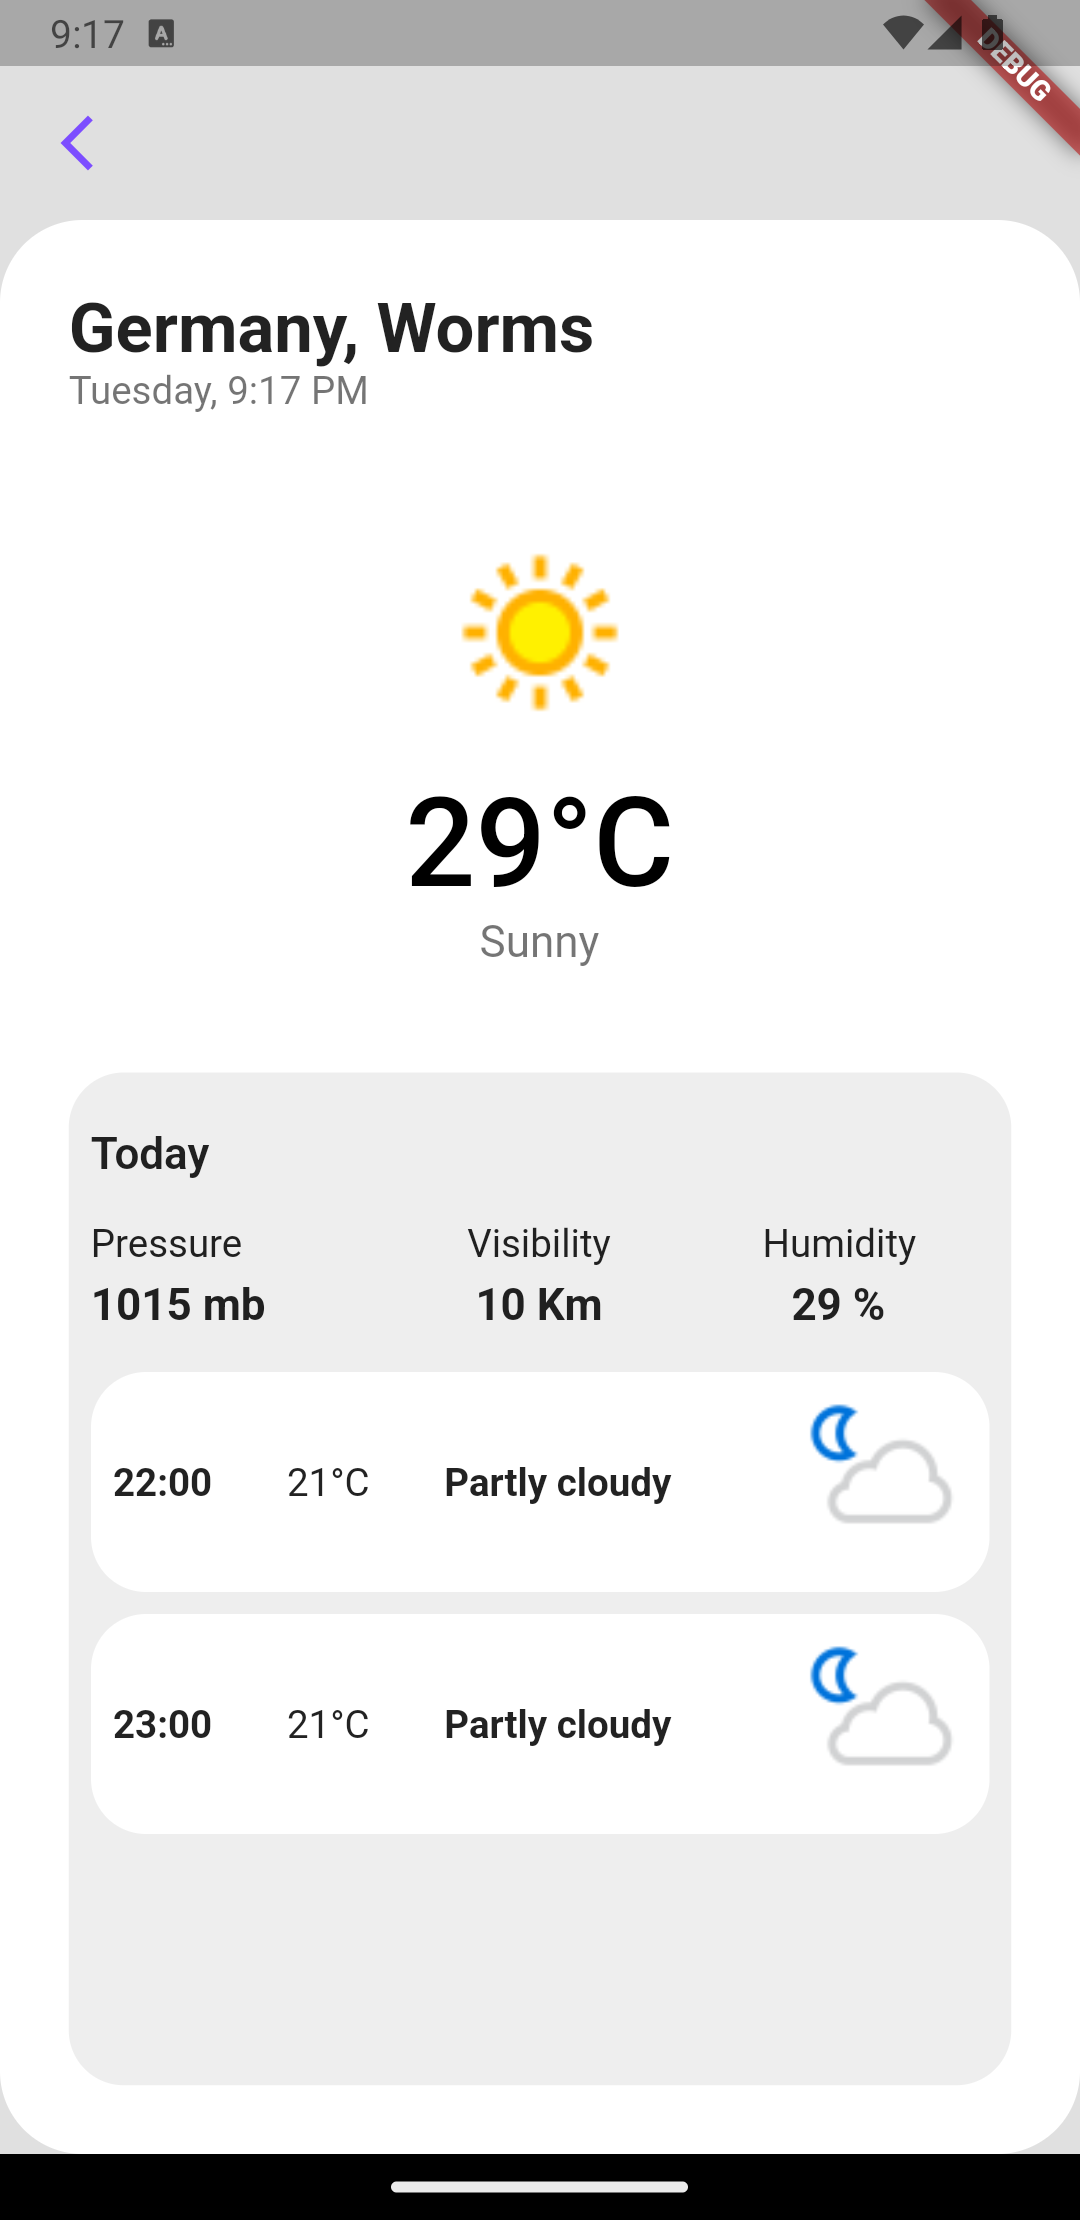 9:17 A
DEBUG
Germany, Worms
Tuesday, 9:17 PM
29°C
Sunny
Today
Pressure Visibility Humidity
1015 mb 10 Km 29 %
22:00 21°C Partly cloudy
23:00 21°C Partly cloudy